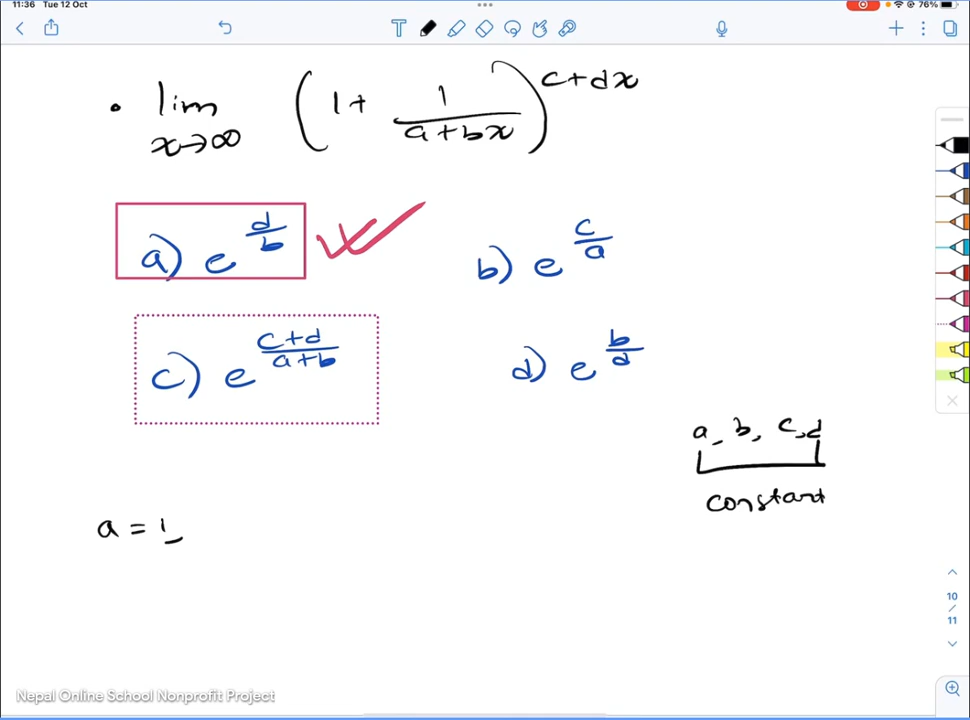 11:36 Tue 12 Oct
76%
• lim x→∞ (1 + 1/(a+bx))^(c+dx)
a) e^(d/b)
b) e^(c/a)
c) e^((c+d)/(a+b))
d) e^(b/d)
a, b, c, d
constant
a = 1
10
/
11
Nepal Online School Nonprofit Project